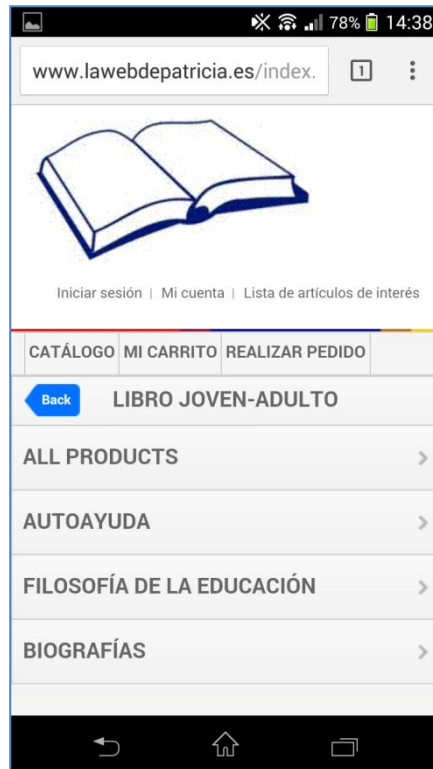 78% 14:38
www.lawebdepatricia.es/index. 1
Iniciar sesión | Mi cuenta | Lista de artículos de interés
CATÁLOGO MI CARRITO REALIZAR PEDIDO
Back LIBRO JOVEN-ADULTO
ALL PRODUCTS
AUTOAYUDA
FILOSOFÍA DE LA EDUCACIÓN
BIOGRAFÍAS